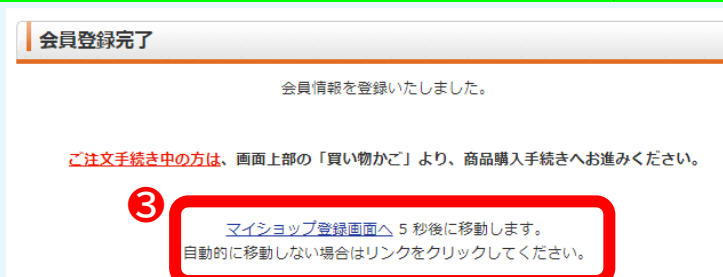 会員登録完了
会員情報を登録いたしました。
ご注文手続き中の方は、画面上部の「買い物かご」より、商品購入手続きへお進みください。
❸
マイショップ登録画面へ 5 秒後に移動します。
自動的に移動しない場合はリンクをクリックしてください。